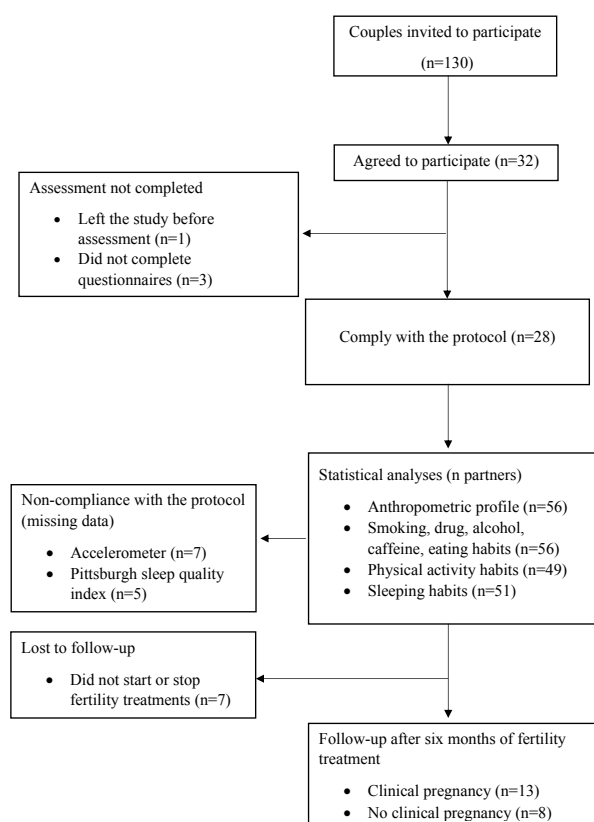 Couples invited to participate
(n=130)
Agreed to participate (n=32)
Assessment not completed
• Left the study before
assessment (n=1)
• Did not complete
questionnaires (n=3)
Comply with the protocol (n=28)
Statistical analyses (n partners)
• Anthropometric profile (n=56)
• Smoking, drug, alcohol,
caffeine, eating habits (n=56)
• Physical activity habits (n=49)
• Sleeping habits (n=51)
Non-compliance with the protocol
(missing data)
• Accelerometer (n=7)
• Pittsburgh sleep quality
index (n=5)
Lost to follow-up
• Did not start or stop
fertility treatments (n=7)
Follow-up after six months of fertility
treatment
• Clinical pregnancy (n=13)
• No clinical pregnancy (n=8)